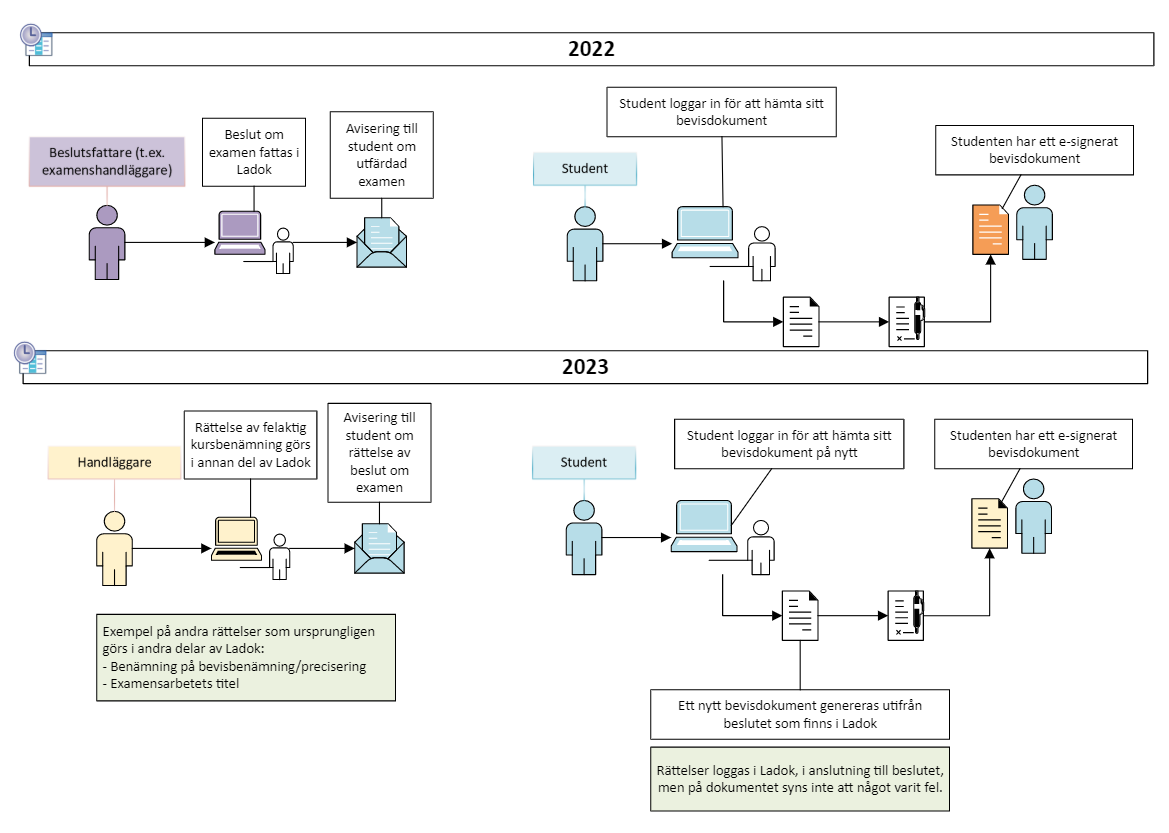 2022
Beslutsfattare (t.ex.
examenshandläggare)
Beslut om
examen fattas i
Ladok
Avisering till
student om
utfärdad
examen
Student
Student loggar in för att hämta sitt
bevisdokument
Studenten har ett e-signerat
bevisdokument
2023
Handläggare
Rättelse av felaktig
kursbenämning görs
i annan del av Ladok
Avisering till
student om
rättelse av
beslut om
examen
Student
Student loggar in för att hämta sitt
bevisdokument på nytt
Studenten har ett e-signerat
bevisdokument
Exempel på andra rättelser som ursprungligen
görs i andra delar av Ladok:
- Benämning på bevisbenämning/precisering
- Examensarbetets titel
Ett nytt bevisdokument genereras utifrån
beslutet som finns i Ladok
Rättelser loggas i Ladok, i anslutning till beslutet,
men på dokumentet syns inte att något varit fel.